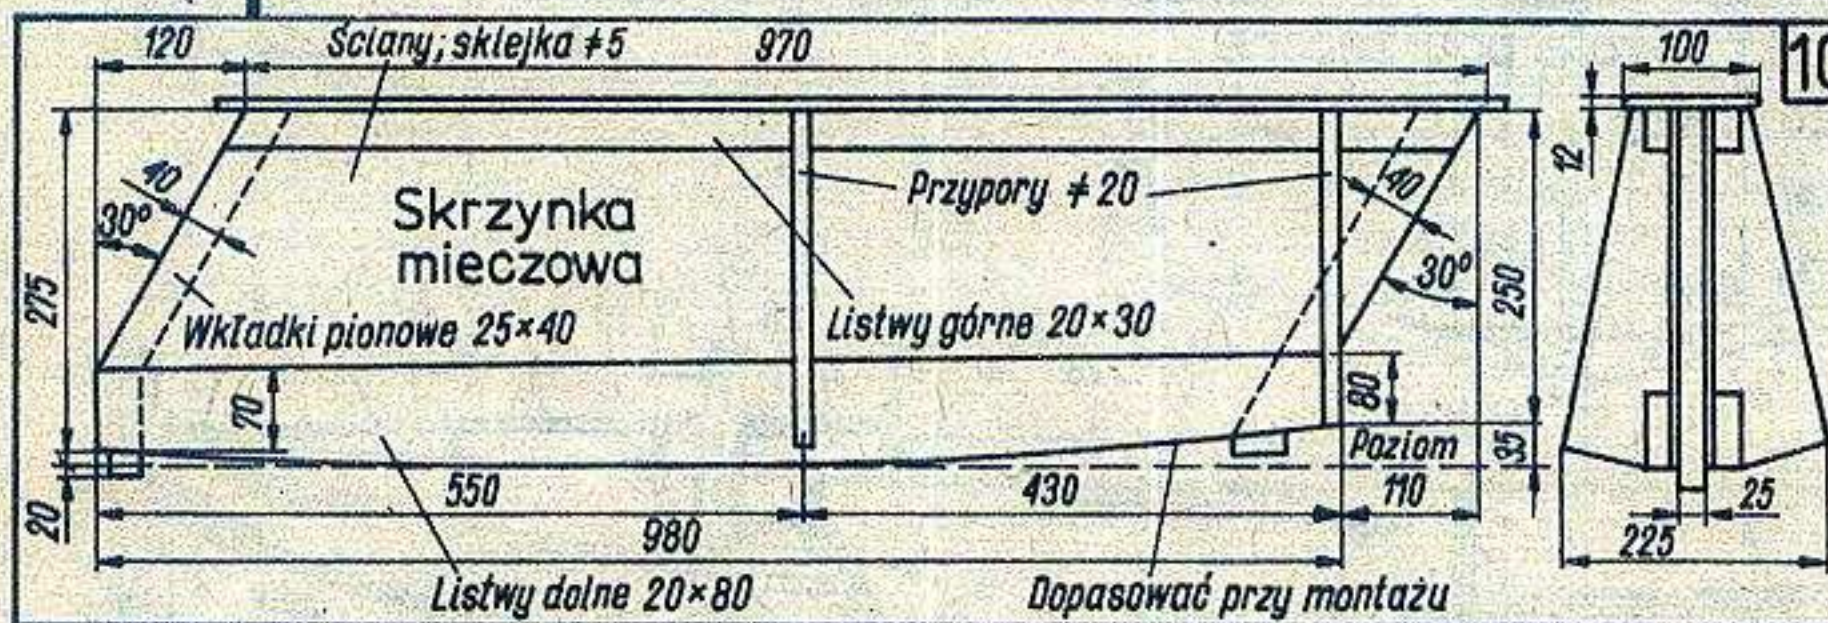 120
Ściany; sklejka ≠5
970
100
10
12
40
30°
Skrzynka
mieczowa
Przypory ≠20
40
30°
275
250
Wkładki pionowe 25×40
Listwy górne 20×30
70
80
Poziom
35
20
550
430
110
25
980
225
Listwy dolne 20×80
Dopasować przy montażu